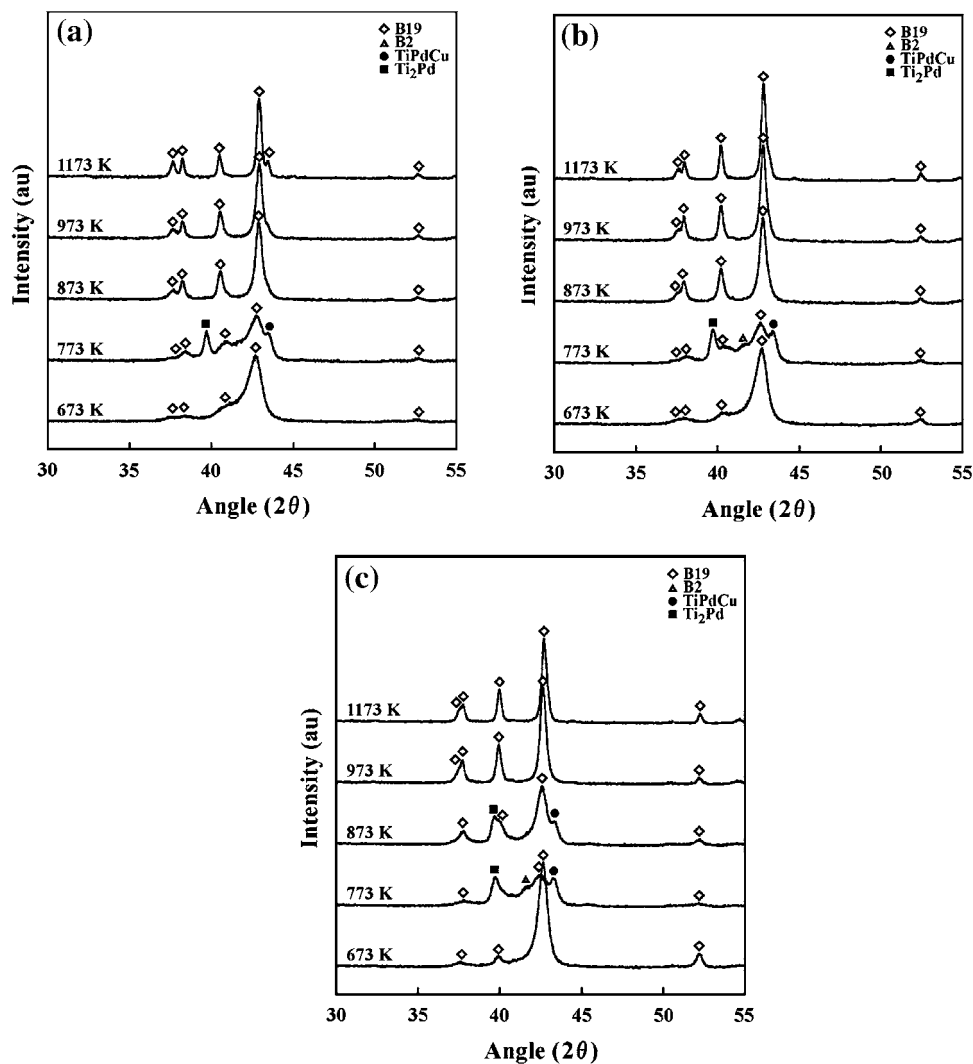 (a)
◇ B19
△ B2
● TiPdCu
■ Ti₂Pd
1173 K
973 K
873 K
773 K
673 K
Intensity (au)
30 35 40 45 50 55
Angle (2θ)
(b)
◇ B19
△ B2
● TiPdCu
■ Ti₂Pd
1173 K
973 K
873 K
773 K
673 K
Intensity (au)
30 35 40 45 50 55
Angle (2θ)
(c)
◇ B19
△ B2
● TiPdCu
■ Ti₂Pd
1173 K
973 K
873 K
773 K
673 K
Intensity (au)
30 35 40 45 50 55
Angle (2θ)